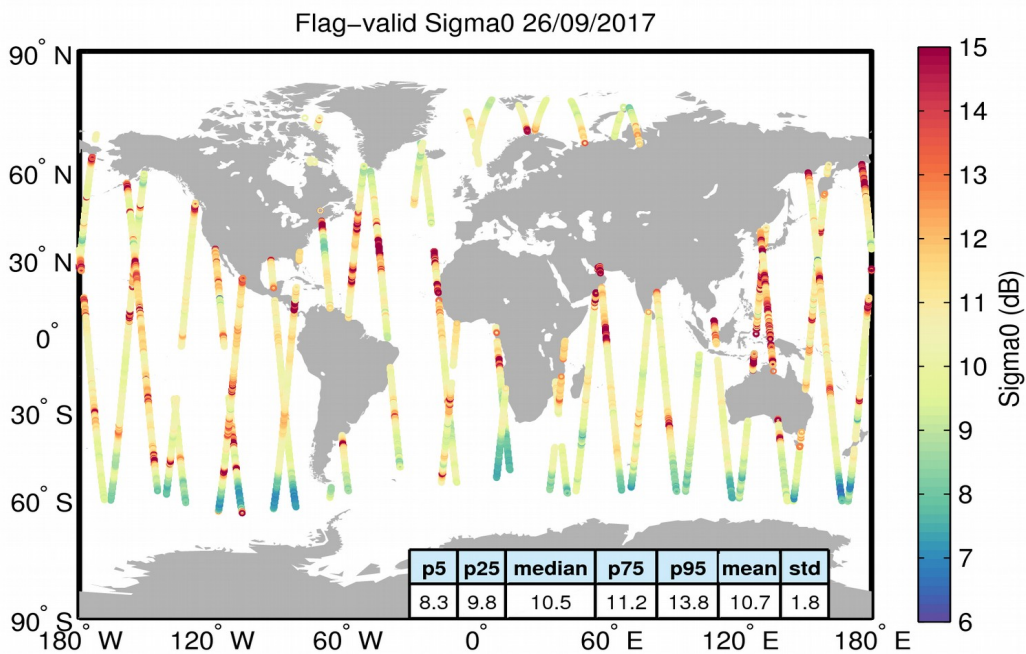 Flag-valid Sigma0 26/09/2017
90° N
60° N
30° N
0°
30° S
60° S
90° S
180° W
120° W
60° W
0°
60° E
120° E
180° E
p5 p25 median p75 p95 mean std
8.3 9.8 10.5 11.2 13.8 10.7 1.8
15
14
13
12
11
10
9
8
7
6
Sigma0 (dB)